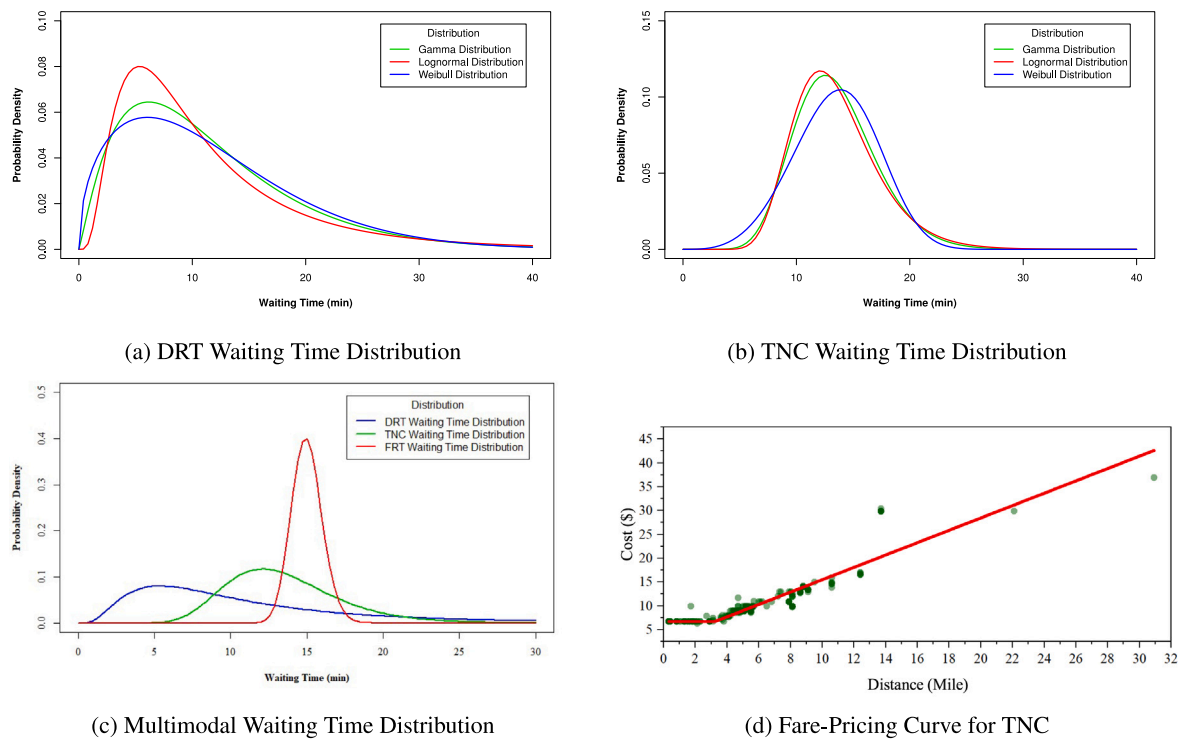 Distribution
Gamma Distribution
Lognormal Distribution
Weibull Distribution
Probability Density
0.00
0.02
0.04
0.06
0.08
0.10
0 10 20 30 40
Waiting Time (min)
(a) DRT Waiting Time Distribution
Distribution
Gamma Distribution
Lognormal Distribution
Weibull Distribution
Probability Density
0.00
0.05
0.10
0.15
0 10 20 30 40
Waiting Time (min)
(b) TNC Waiting Time Distribution
Distribution
DRT Waiting Time Distribution
TNC Waiting Time Distribution
FRT Waiting Time Distribution
Probability Density
0.0
0.1
0.2
0.3
0.4
0.5
0 5 10 15 20 25 30
Waiting Time (min)
(c) Multimodal Waiting Time Distribution
Cost ($)
45
40
35
30
25
20
15
10
5
0 2 4 6 8 10 12 14 16 18 20 22 24 26 28 30 32
Distance (Mile)
(d) Fare-Pricing Curve for TNC